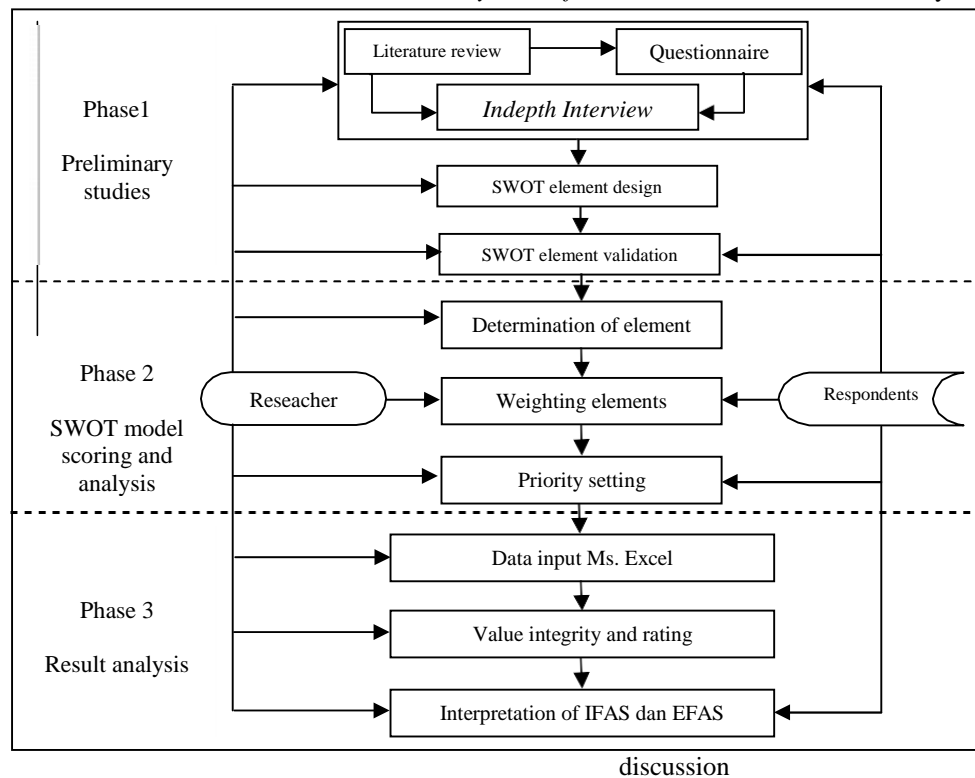 Literature review
Questionnaire
Phase1
Indepth Interview
Preliminary
studies
SWOT element design
SWOT element validation
Determination of element
Phase 2
Reseacher
Weighting elements
Respondents
SWOT model
scoring and
analysis
Priority setting
Data input Ms. Excel
Phase 3
Value integrity and rating
Result analysis
Interpretation of IFAS dan EFAS
discussion